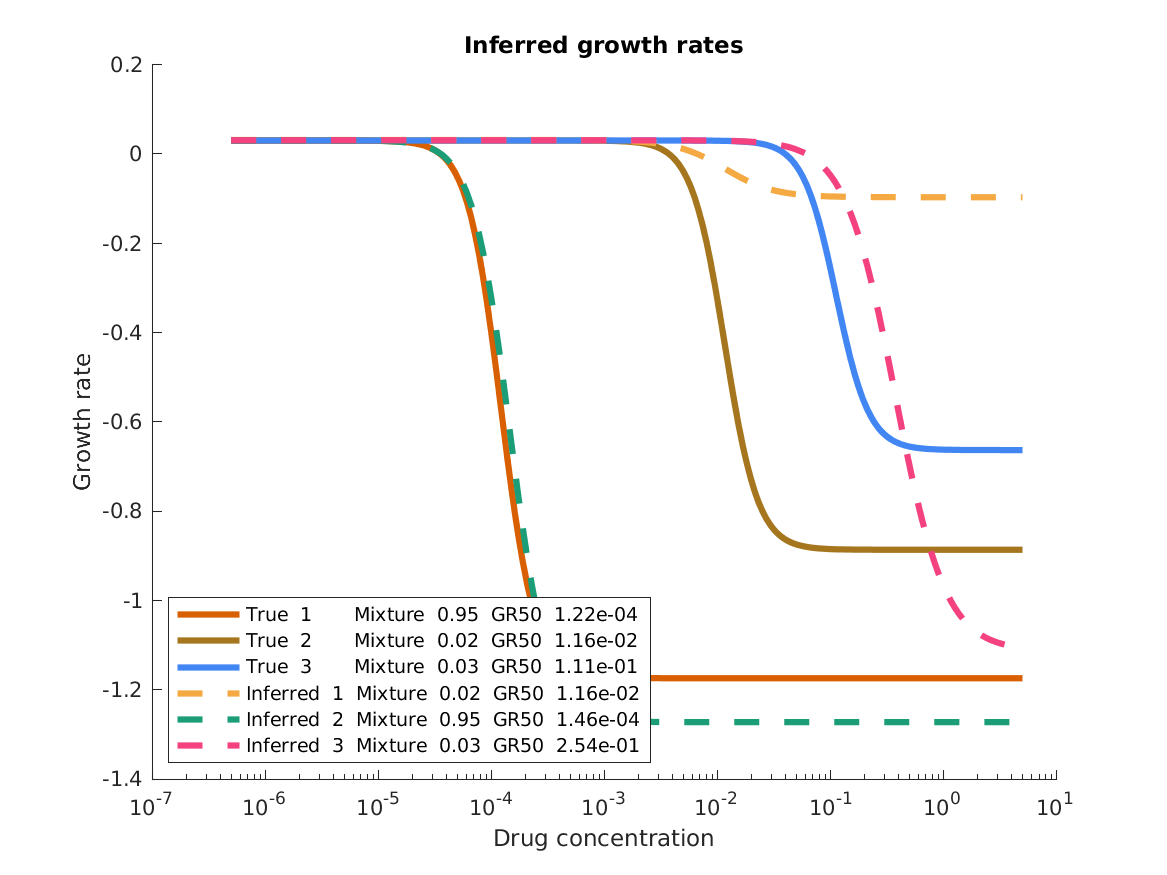 Inferred growth rates
0.2
0
-0.2
-0.4
-0.6
-0.8
-1
-1.2
-1.4
Growth rate
True 1 Mixture 0.95 GR50 1.22e-04
True 2 Mixture 0.02 GR50 1.16e-02
True 3 Mixture 0.03 GR50 1.11e-01
Inferred 1 Mixture 0.02 GR50 1.16e-02
Inferred 2 Mixture 0.95 GR50 1.46e-04
Inferred 3 Mixture 0.03 GR50 2.54e-01
10^-7 10^-6 10^-5 10^-4 10^-3 10^-2 10^-1 10^0 10^1
Drug concentration